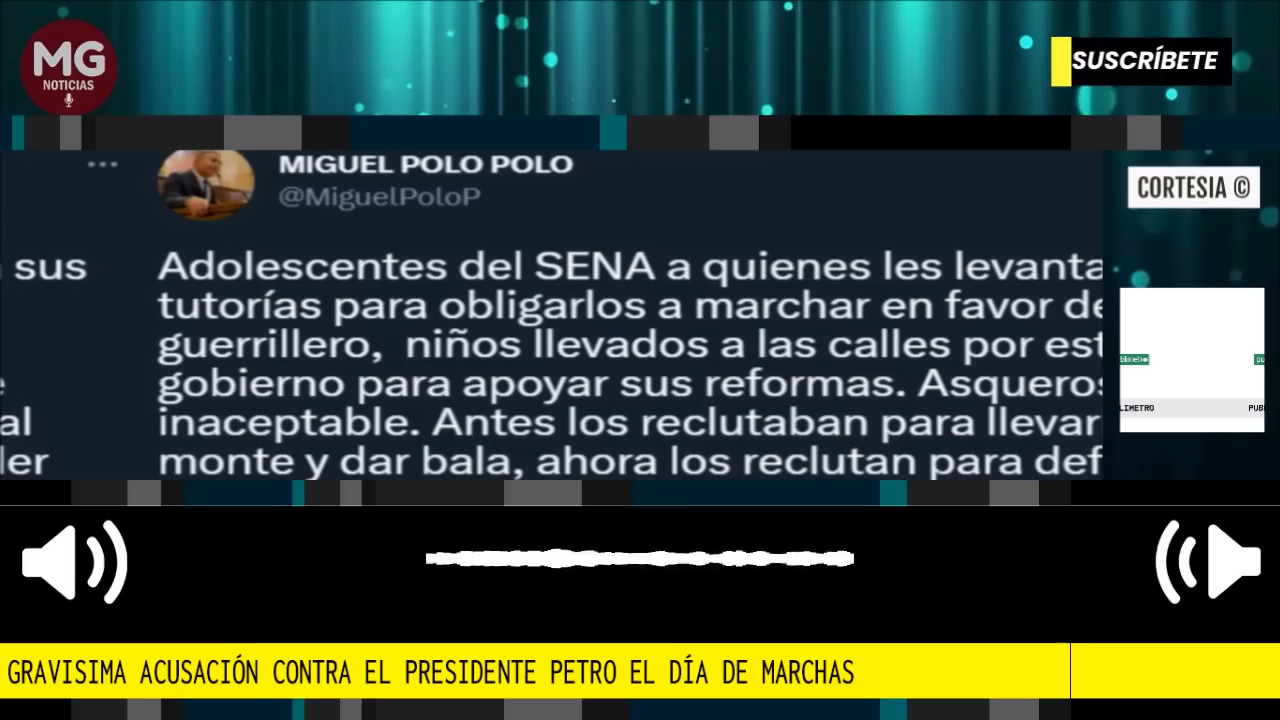 MG
NOTICIAS
SUSCRÍBETE
CORTESIA ©
MIGUEL POLO POLO
@MiguelPoloP
sus
al
Adolescentes del SENA a quienes les levanta
tutorías para obligarlos a marchar en favor de
guerrillero, niños llevados a las calles por est
gobierno para apoyar sus reformas. Asqueros
inaceptable. Antes los reclutaban para llevar
monte y dar bala, ahora los reclutan para def
LIMETRO PUB
GRAVISIMA ACUSACIÓN CONTRA EL PRESIDENTE PETRO EL DÍA DE MARCHAS